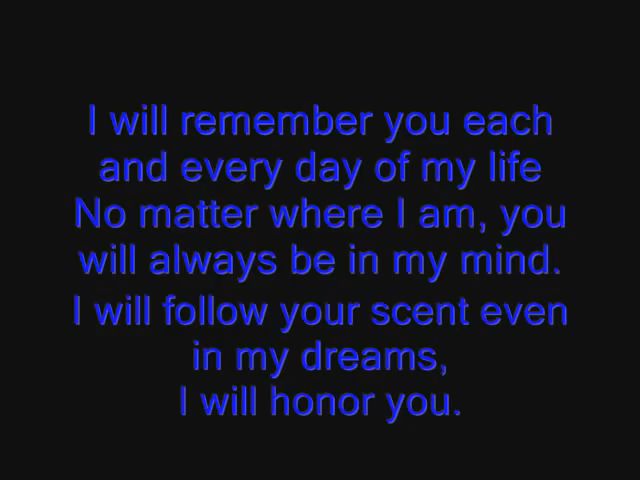 I will remember you each
and every day of my life
No matter where I am, you
will always be in my mind.
I will follow your scent even
in my dreams,
I will honor you.